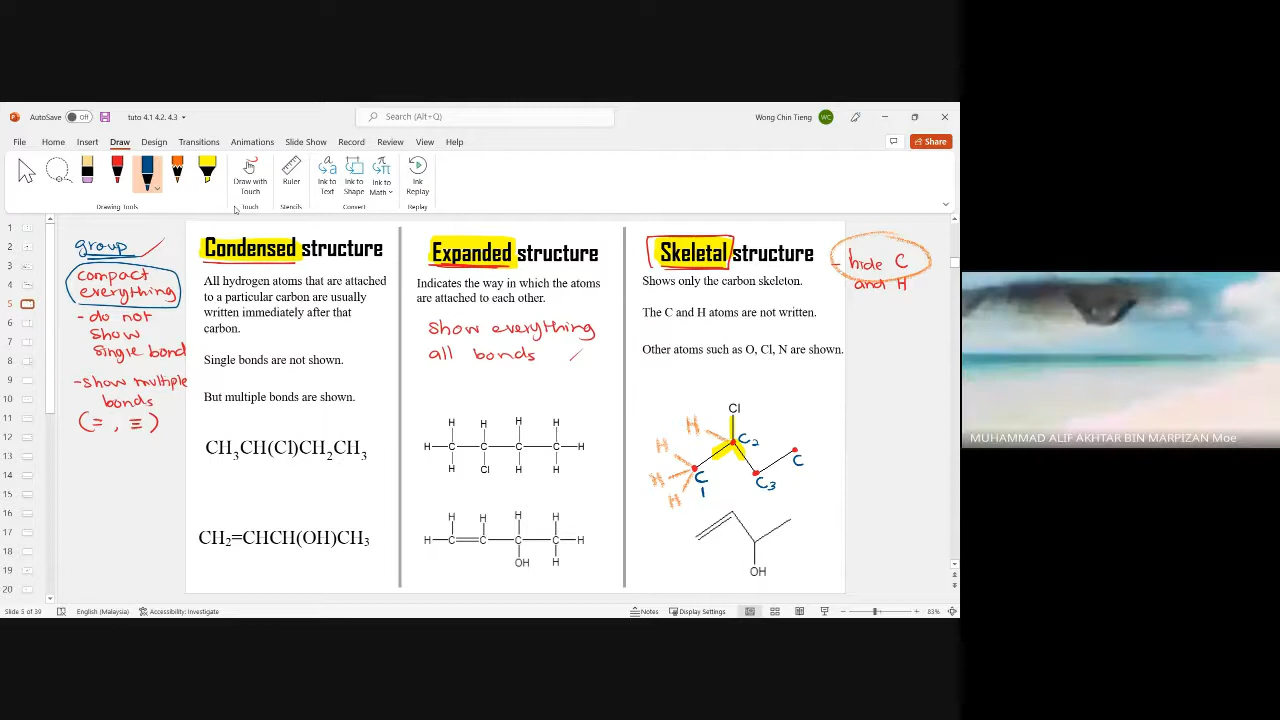 AutoSave Off tuto 4.1 4.2. 4.3
Search (Alt+Q)
Wong Chin Tieng WC
File Home Insert Draw Design Transitions Animations Slide Show Record Review View Help
Share
Draw with Touch
Ruler
Ink to Text
Ink to Shape
Ink to Math
Ink Replay
Drawing Tools
Touch
Stencils
Convert
Replay
1
2
3
4
5
6
7
8
9
10
11
12
13
14
15
16
17
18
19
20
group
compact
everything
- do not
show
single bond
- show multiple
bonds
( = , ≡ )
Condensed structure
All hydrogen atoms that are attached
to a particular carbon are usually
written immediately after that
carbon.
Single bonds are not shown.
But multiple bonds are shown.
CH3CH(Cl)CH2CH3
CH2=CHCH(OH)CH3
Expanded structure
Indicates the way in which the atoms
are attached to each other.
show everything
all bonds
H H H H
H C C C C H
H Cl H H
H H H H
H C C C C H
OH H
Skeletal structure
Shows only the carbon skeleton.
The C and H atoms are not written.
Other atoms such as O, Cl, N are shown.
- hide C
and H
Cl
H
C2
H
H
C
C
1
C3
H
OH
MUHAMMAD ALIF AKHTAR BIN MARPIZAN Moe
Slide 5 of 39 English (Malaysia) Accessibility: Investigate
Notes Display Settings 83%